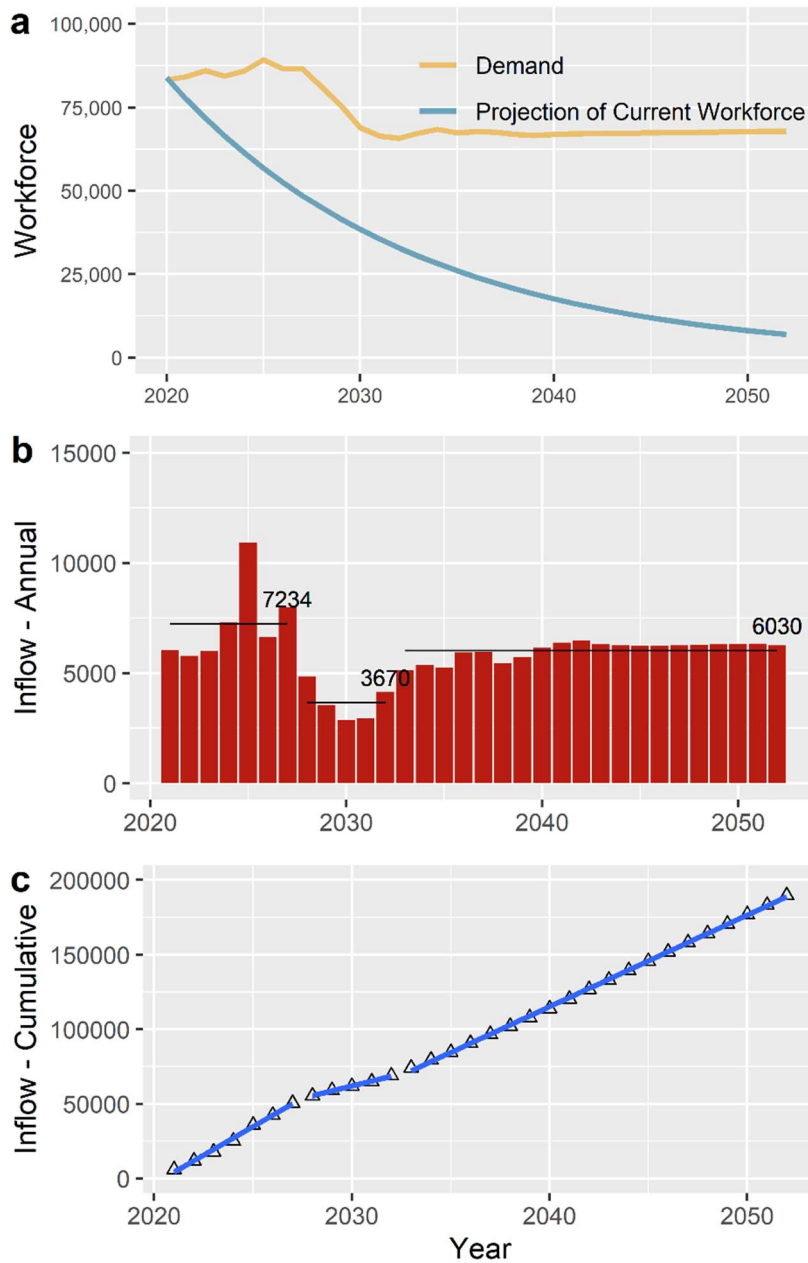 a
100,000
75,000
50,000
25,000
0
Workforce
Demand
Projection of Current Workforce
2020 2030 2040 2050
b
15000
10000
5000
0
Inflow - Annual
7234
3670
6030
2020 2030 2040 2050
c
200000
150000
100000
50000
0
Inflow - Cumulative
2020 2030 2040 2050
Year